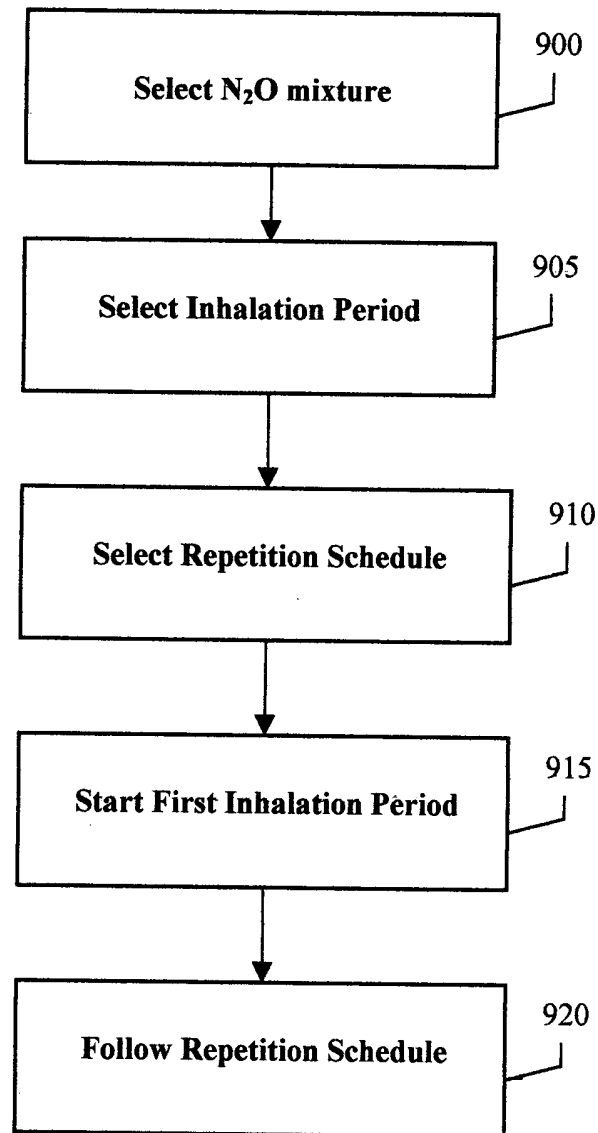 900
Select N₂O mixture
905
Select Inhalation Period
910
Select Repetition Schedule
915
Start First Inhalation Period
920
Follow Repetition Schedule